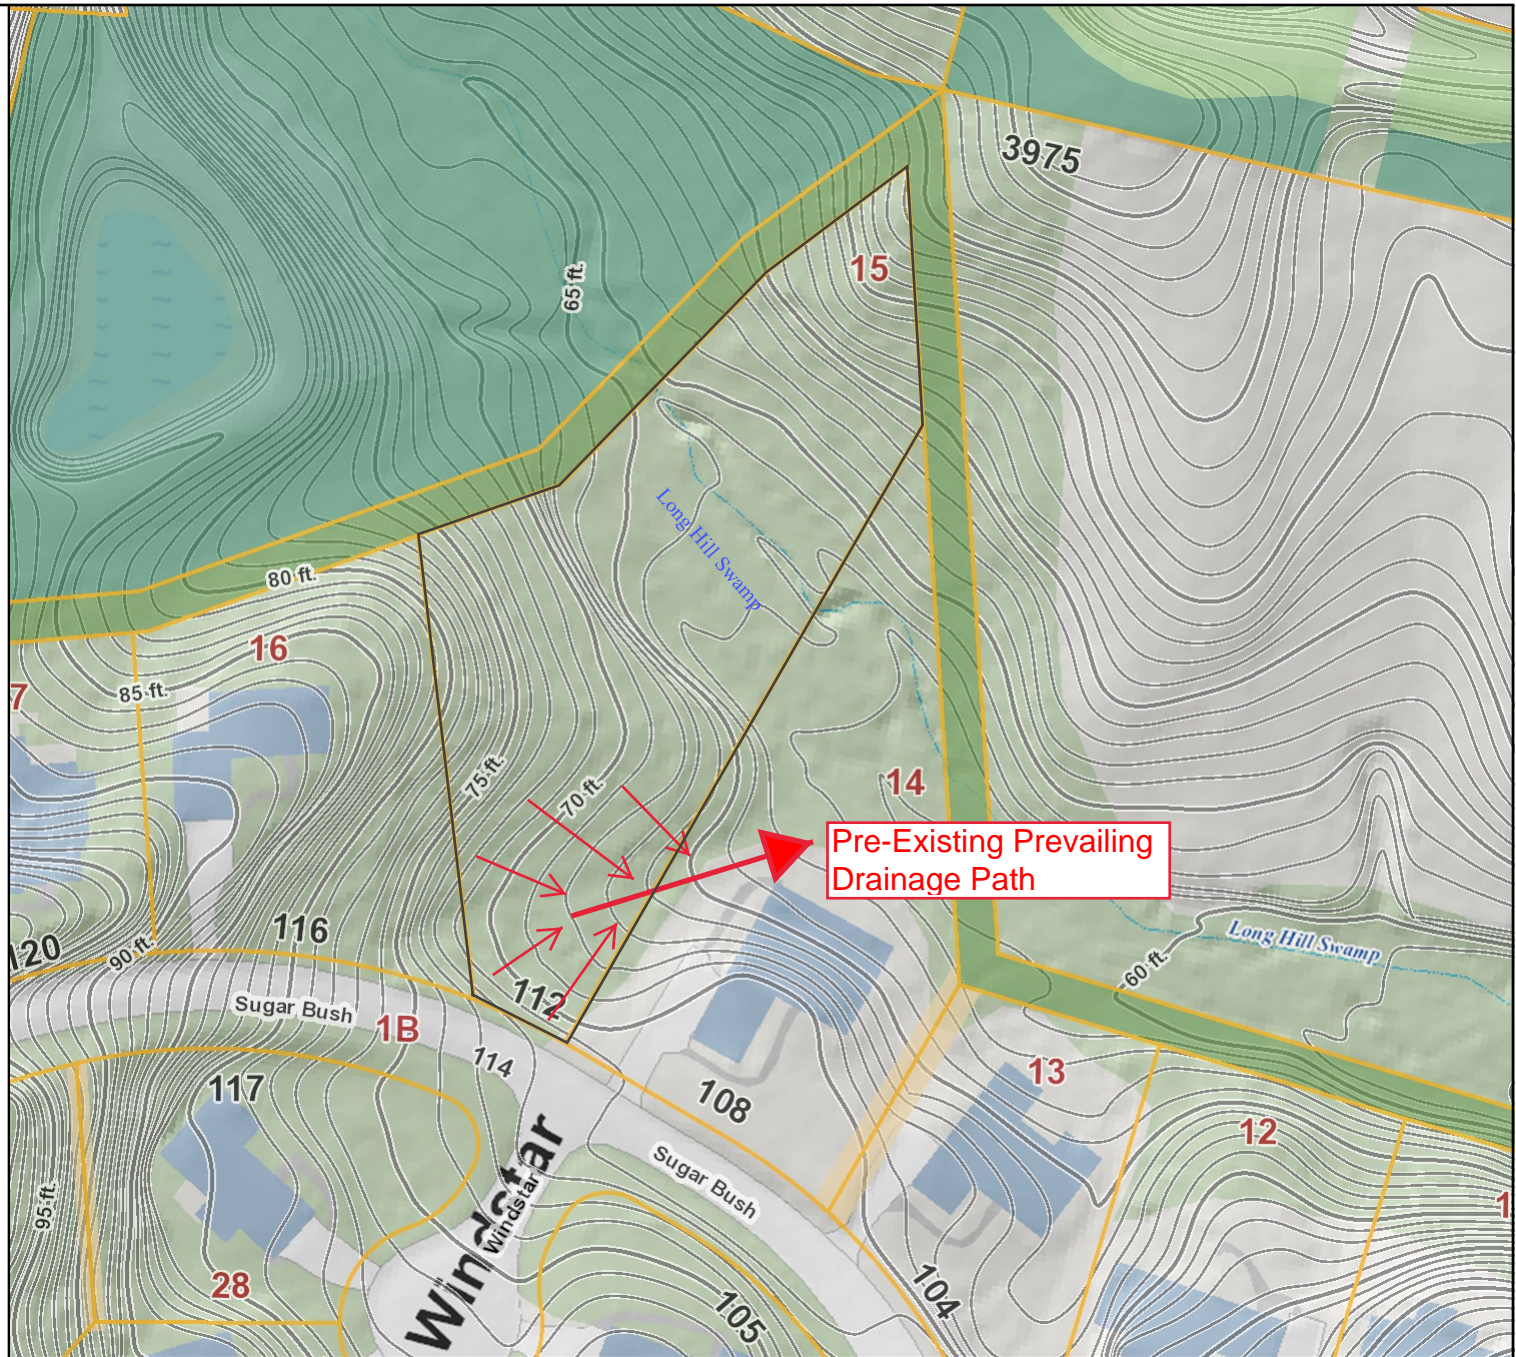 3975
15
65 ft.
Long Hill Swamp
80 ft.
16
85 ft.
7
75 ft.
70 ft.
14
Pre-Existing Prevailing
Drainage Path
116
120
90 ft.
112
Long Hill Swamp
60 ft.
Sugar Bush
1B
114
117
108
13
12
Windstar
Windstar
Sugar Bush
95 ft.
1
28
105
104